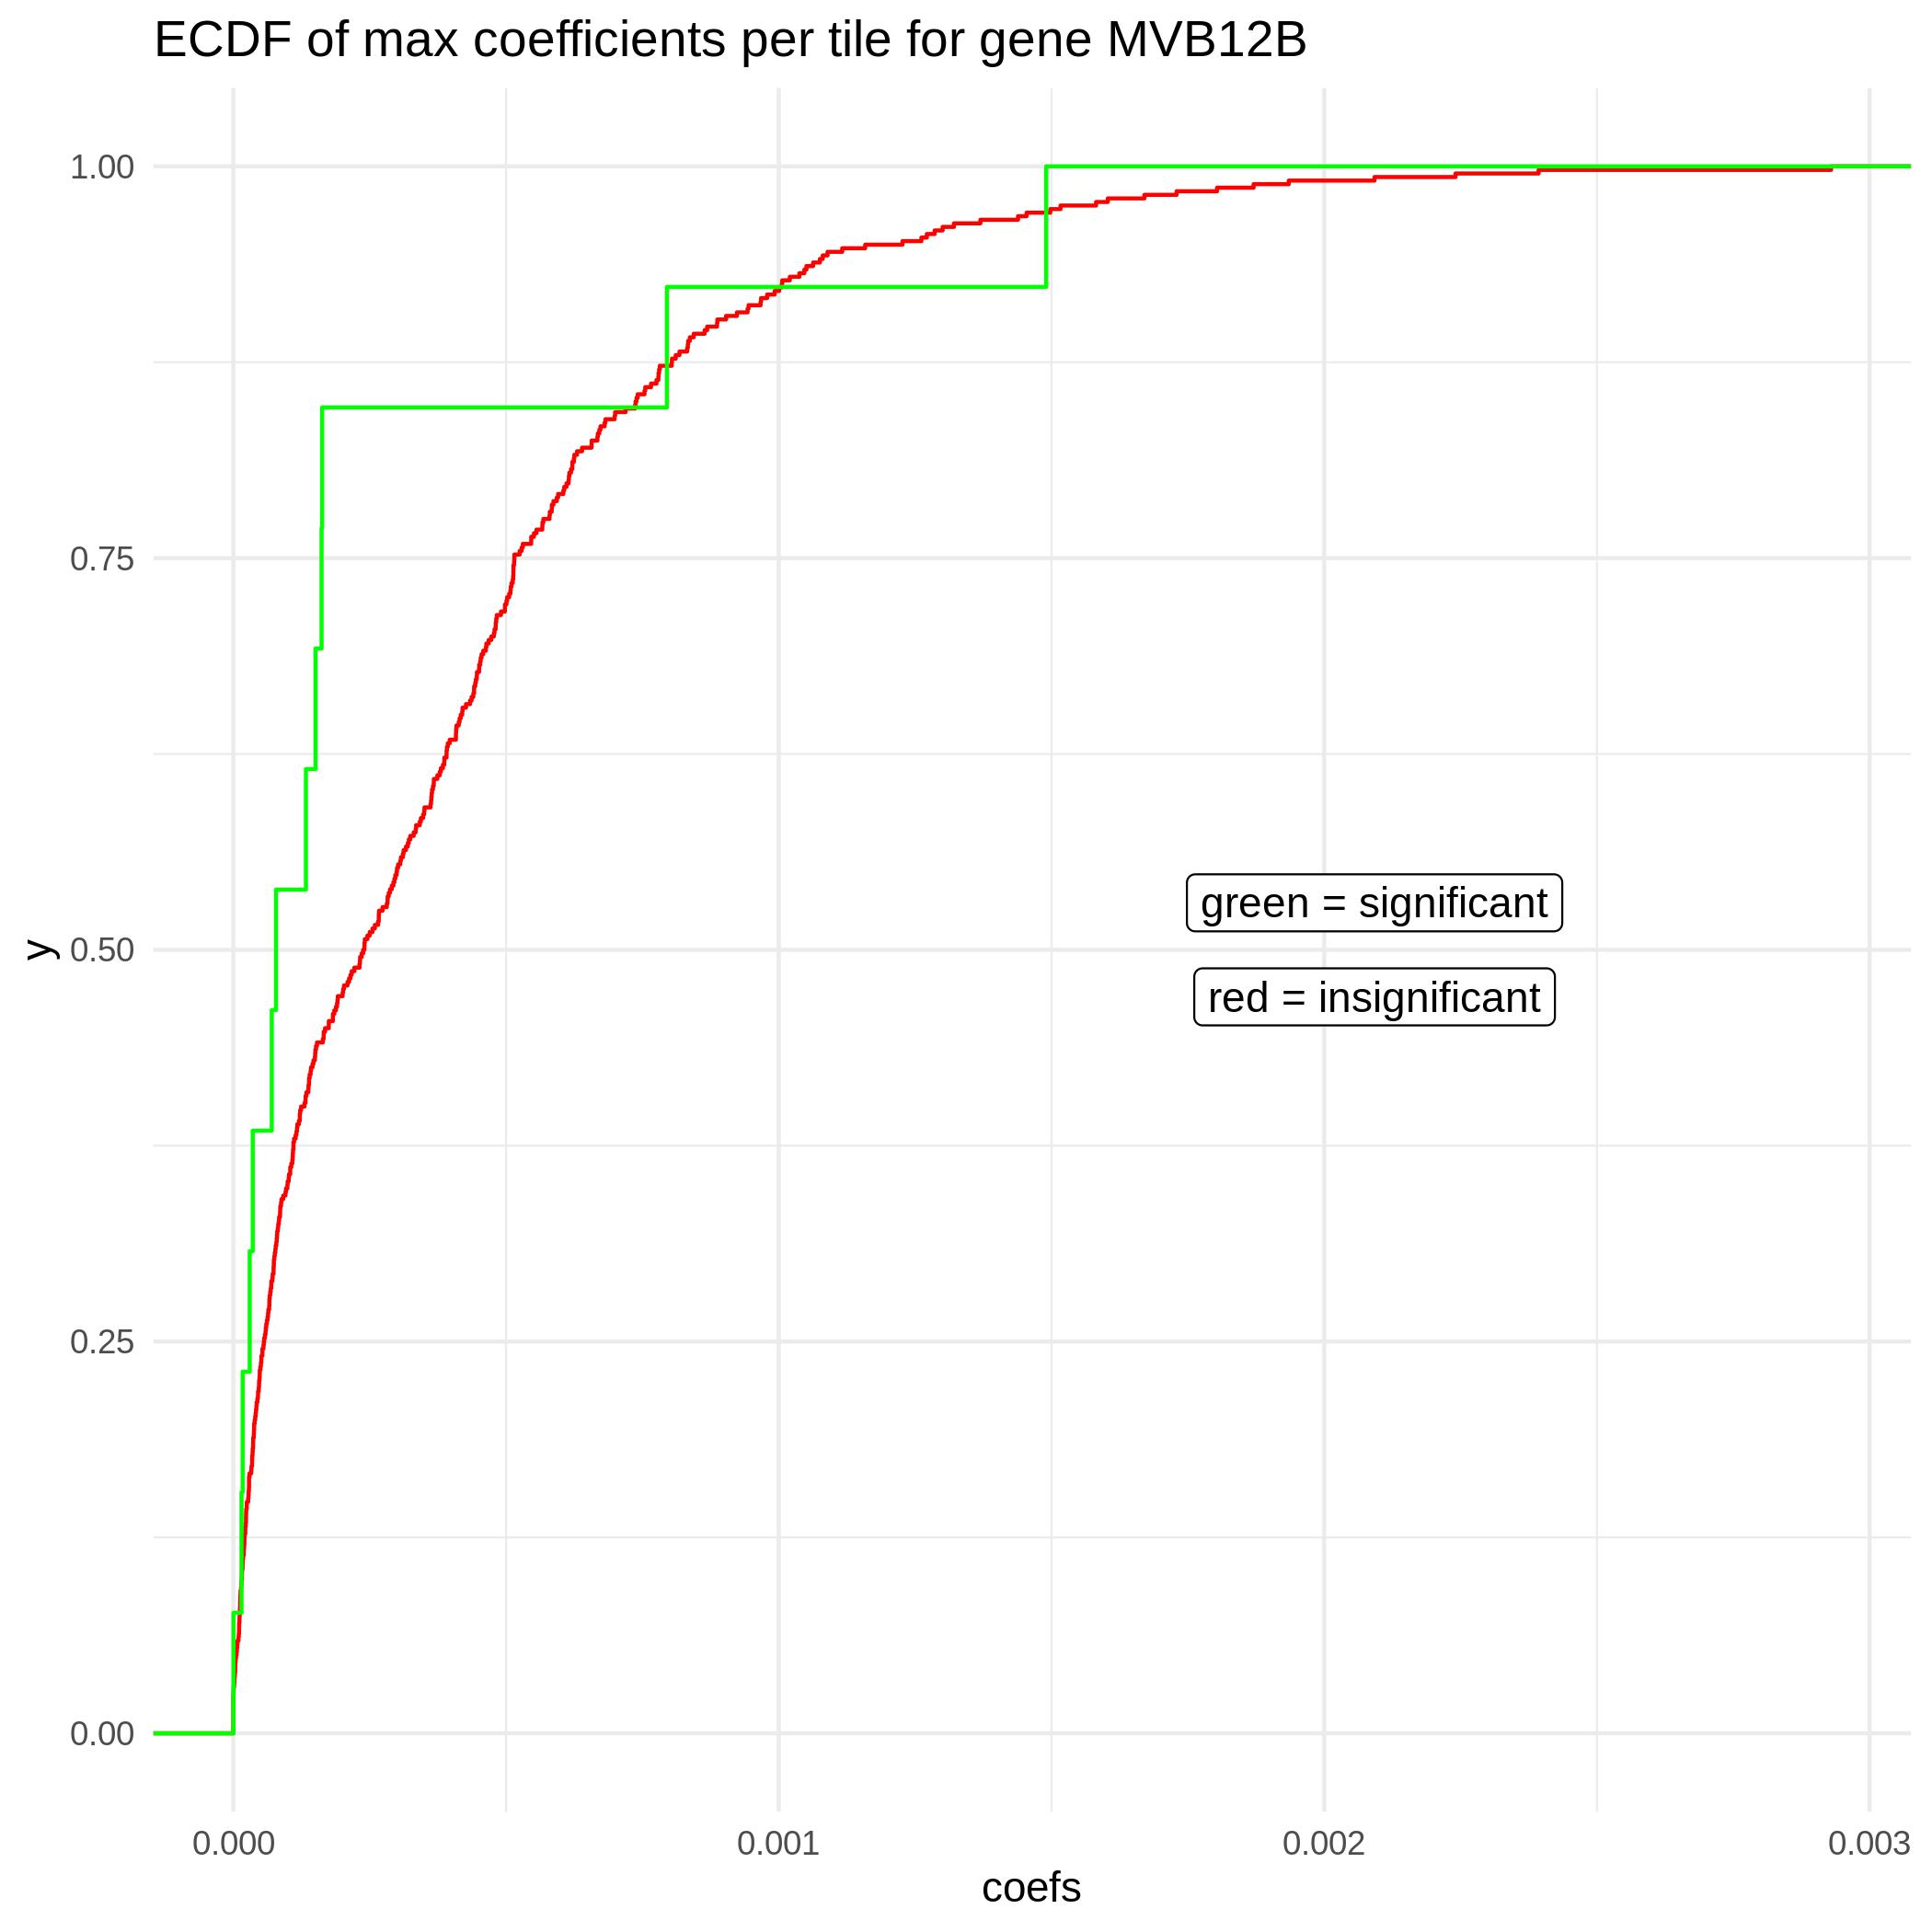 ECDF of max coefficients per tile for gene MVB12B
1.00
0.75
0.50
0.25
0.00
y
green = significant
red = insignificant
0.000 0.001 0.002 0.003
coefs